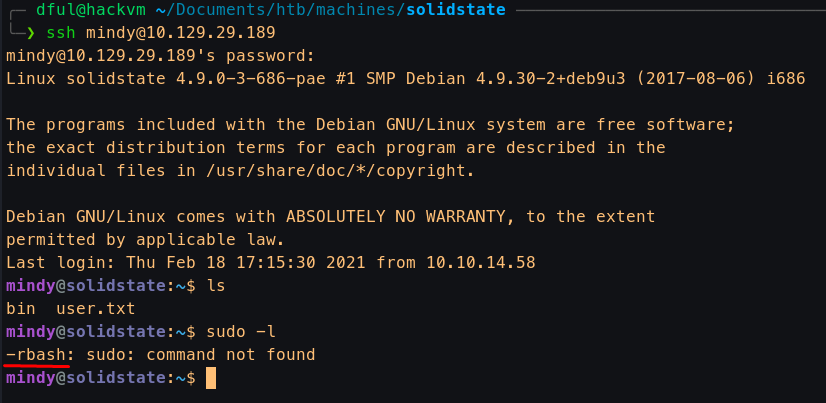 dful@hackvm ~/Documents/htb/machines/solidstate
❯ ssh mindy@10.129.29.189
mindy@10.129.29.189's password:
Linux solidstate 4.9.0-3-686-pae #1 SMP Debian 4.9.30-2+deb9u3 (2017-08-06) i686
The programs included with the Debian GNU/Linux system are free software;
the exact distribution terms for each program are described in the
individual files in /usr/share/doc/*/copyright.
Debian GNU/Linux comes with ABSOLUTELY NO WARRANTY, to the extent
permitted by applicable law.
Last login: Thu Feb 18 17:15:30 2021 from 10.10.14.58
mindy@solidstate:~$ ls
bin  user.txt
mindy@solidstate:~$ sudo -l
-rbash: sudo: command not found
mindy@solidstate:~$